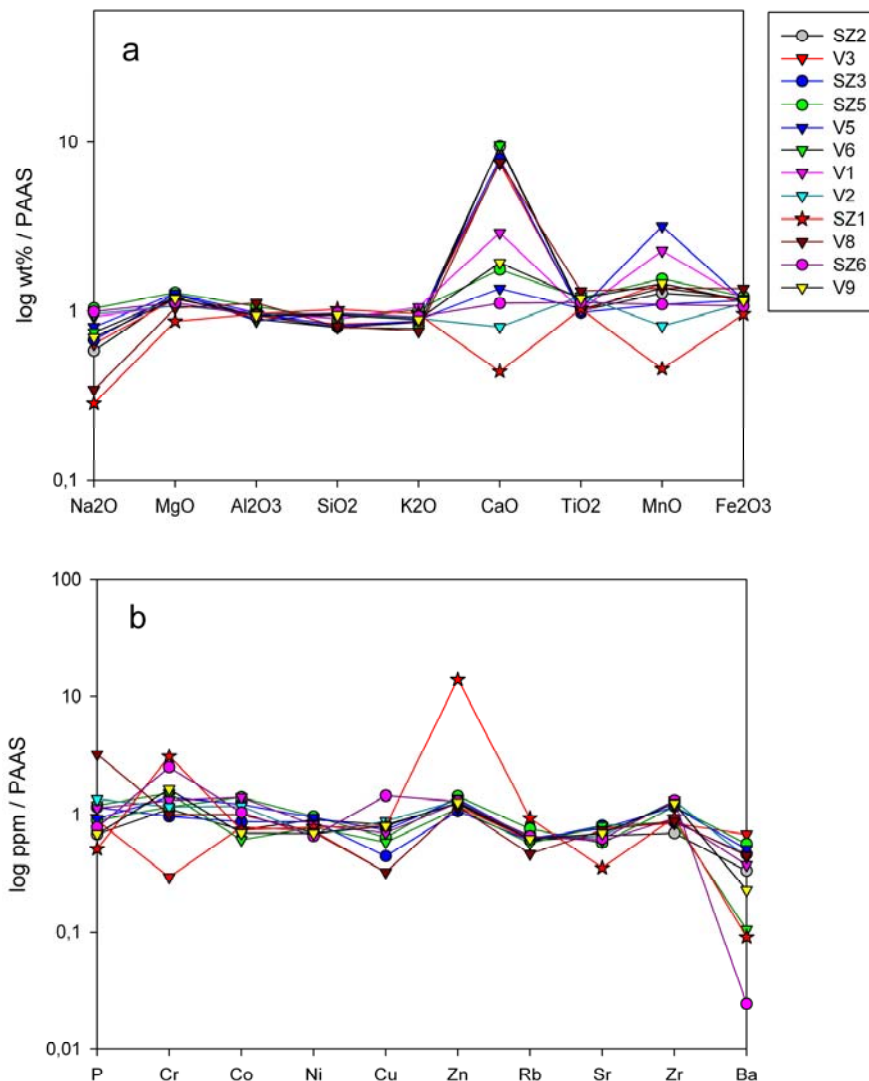 a
log wt% / PAAS
10
1
0,1
Na2O MgO Al2O3 SiO2 K2O CaO TiO2 MnO Fe2O3
SZ2
V3
SZ3
SZ5
V5
V6
V1
V2
SZ1
V8
SZ6
V9
b
log ppm / PAAS
100
10
1
0,1
0,01
P Cr Co Ni Cu Zn Rb Sr Zr Ba